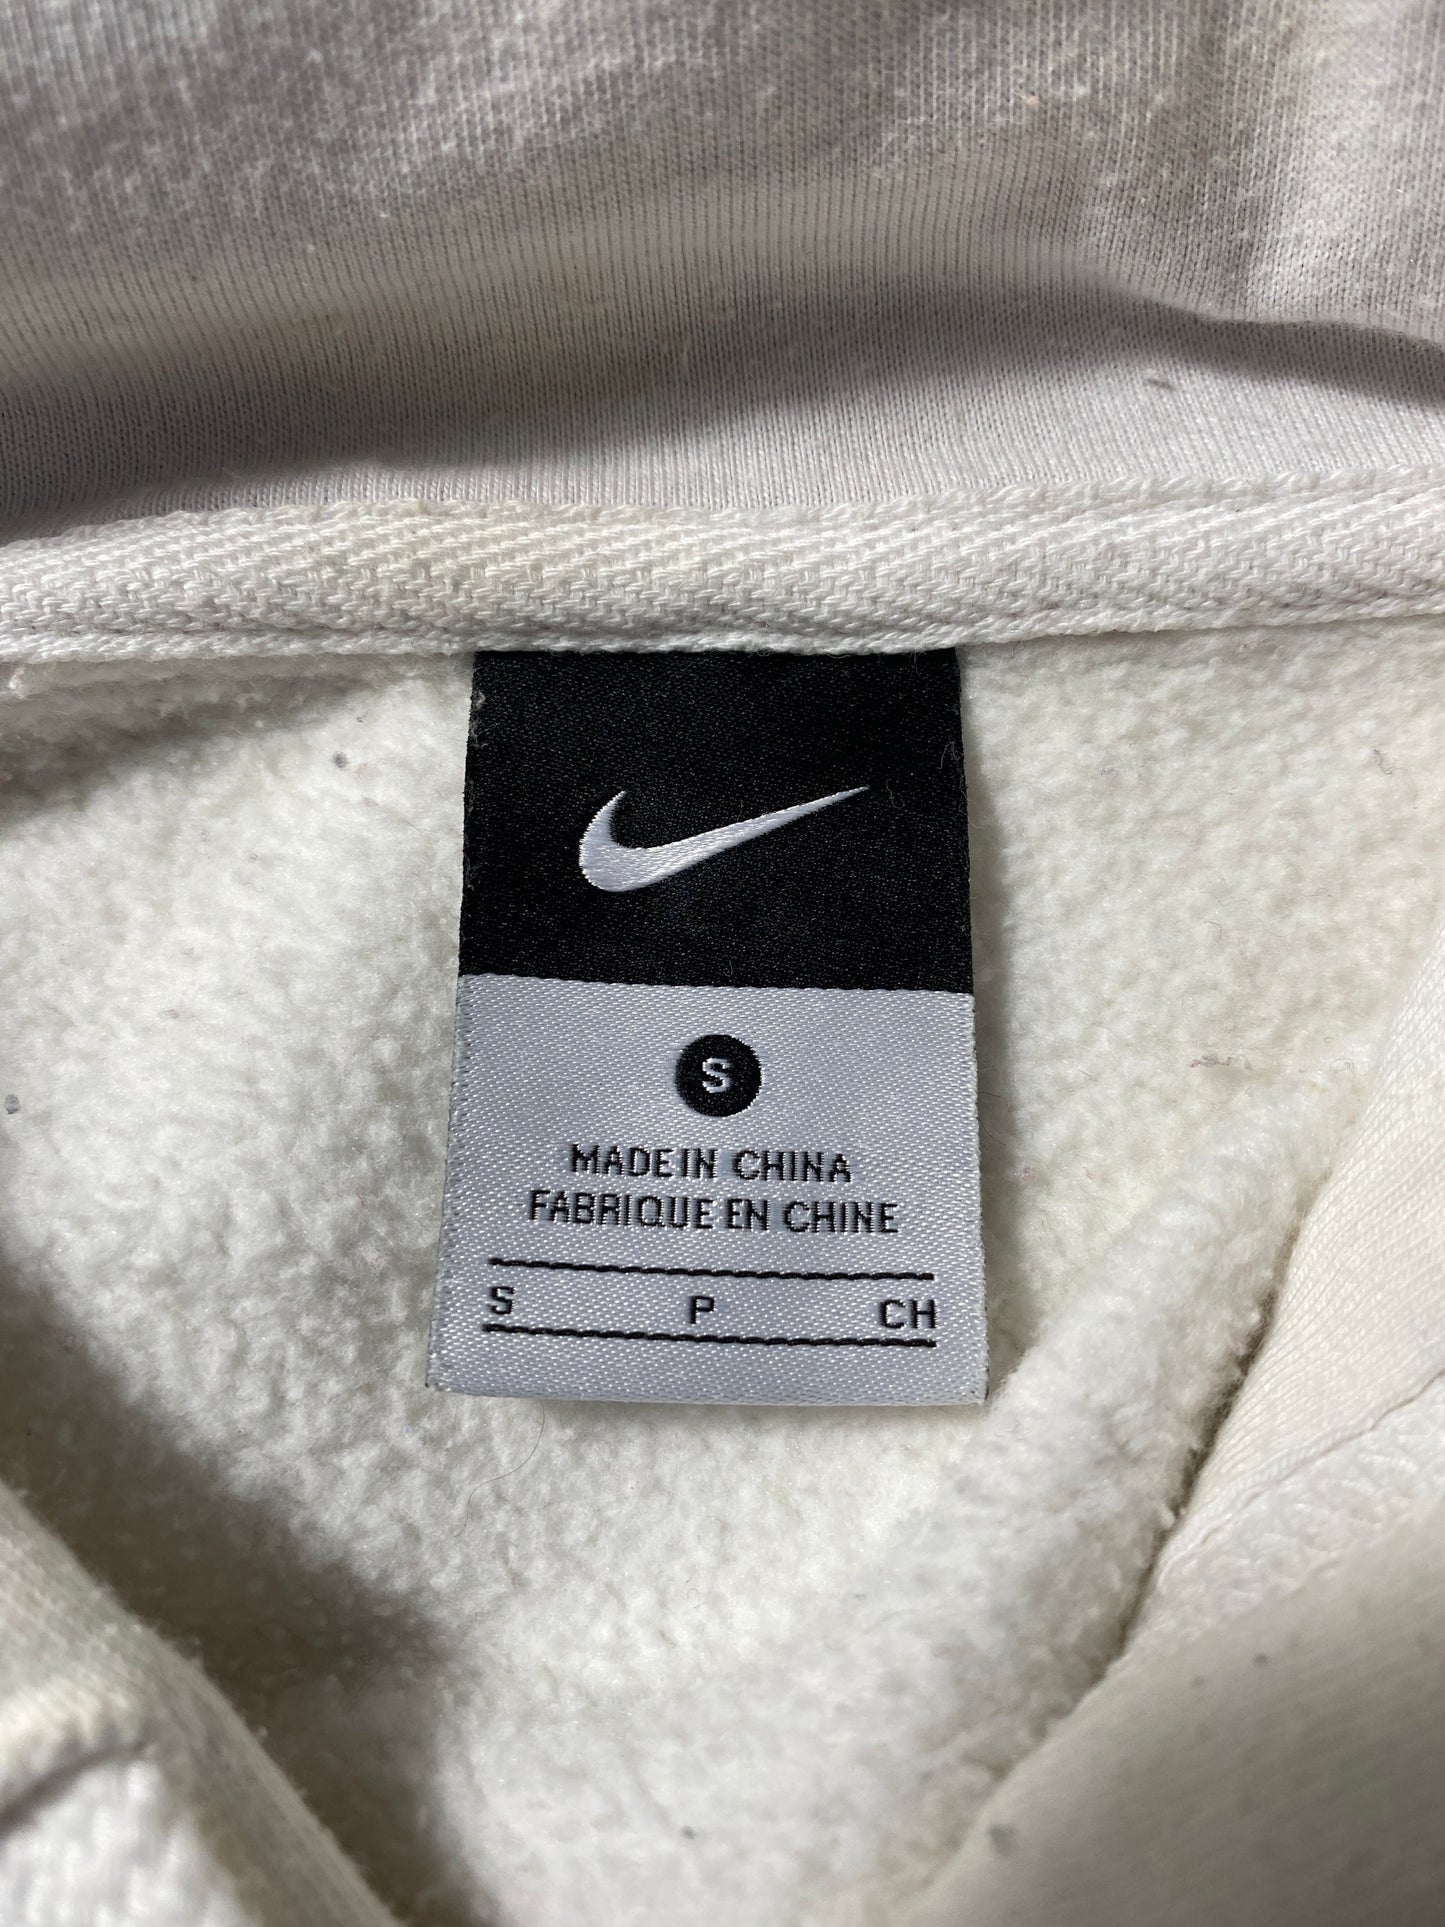 S
MADE IN CHINA
FABRIQUE EN CHINE
S P CH